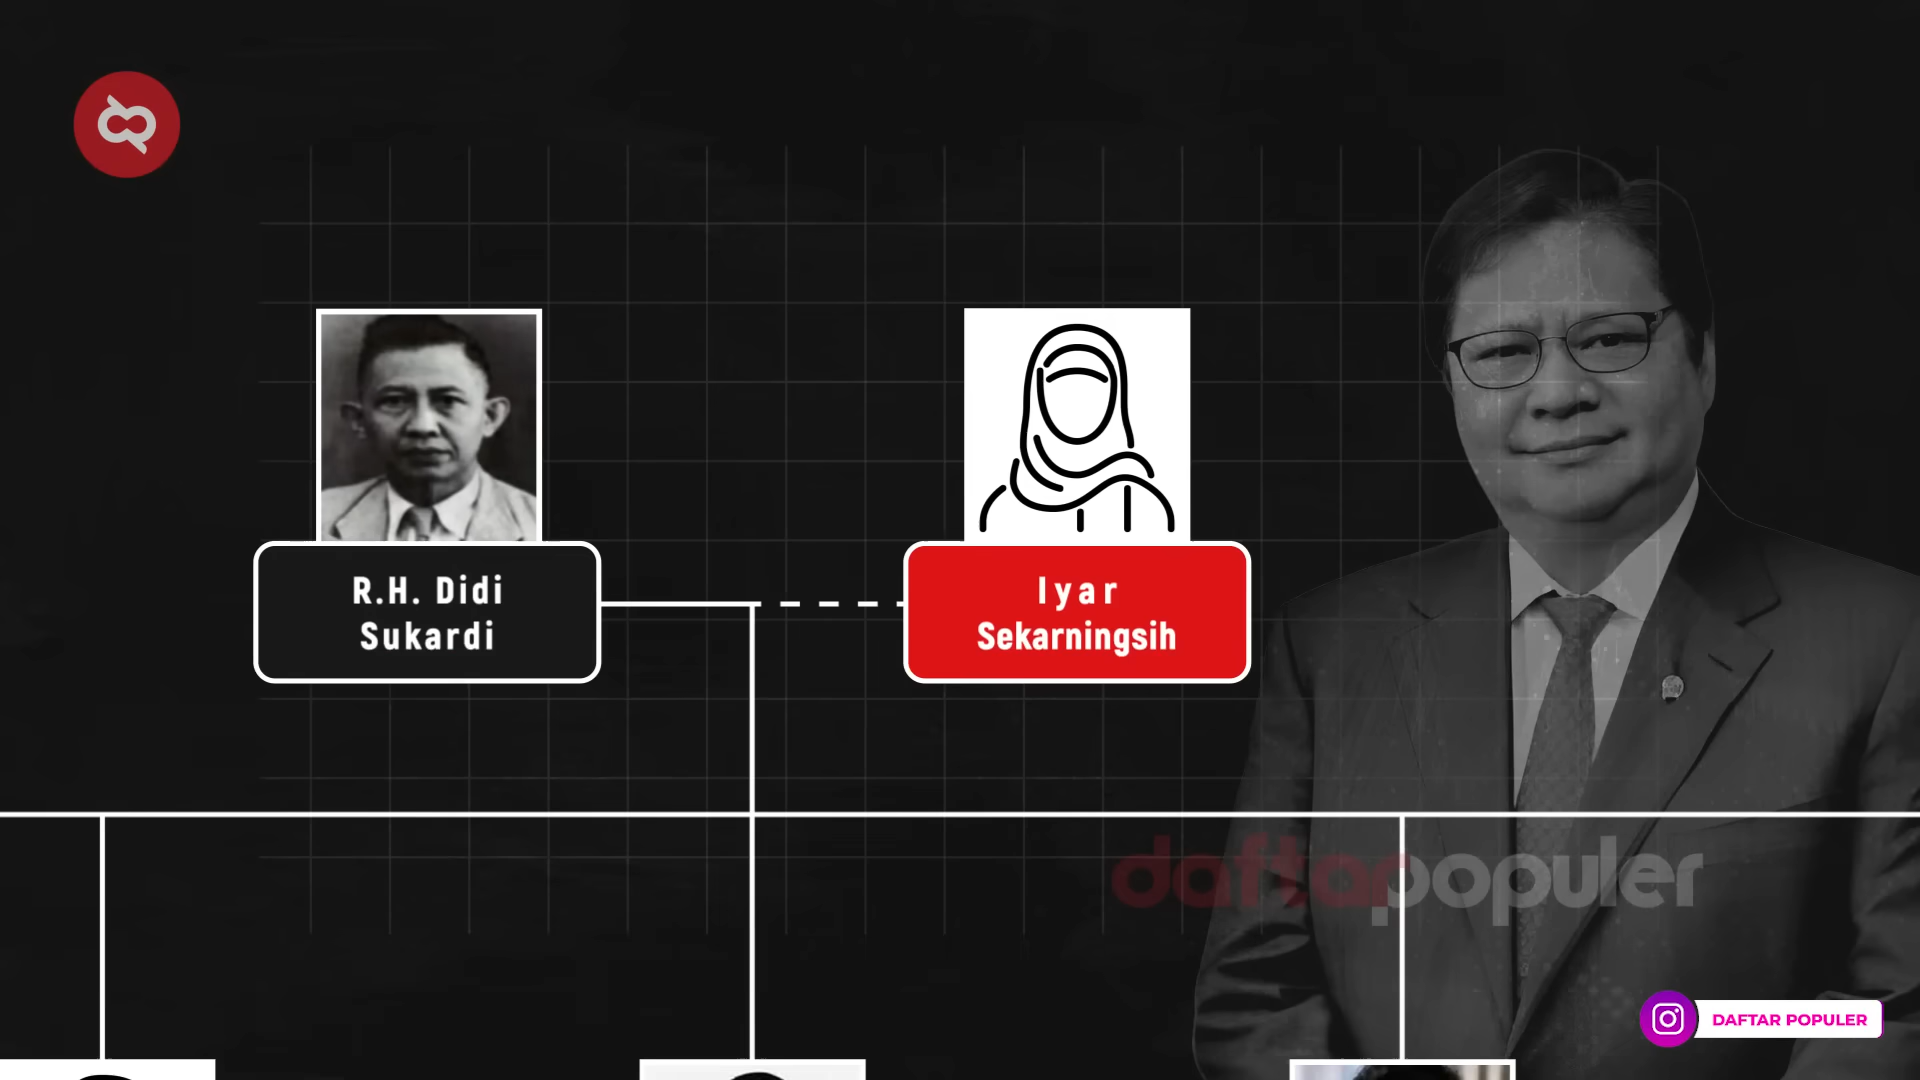 R.H. Didi
Sukardi
Iyar
Sekarningsih
daftarpopuler
DAFTAR POPULER